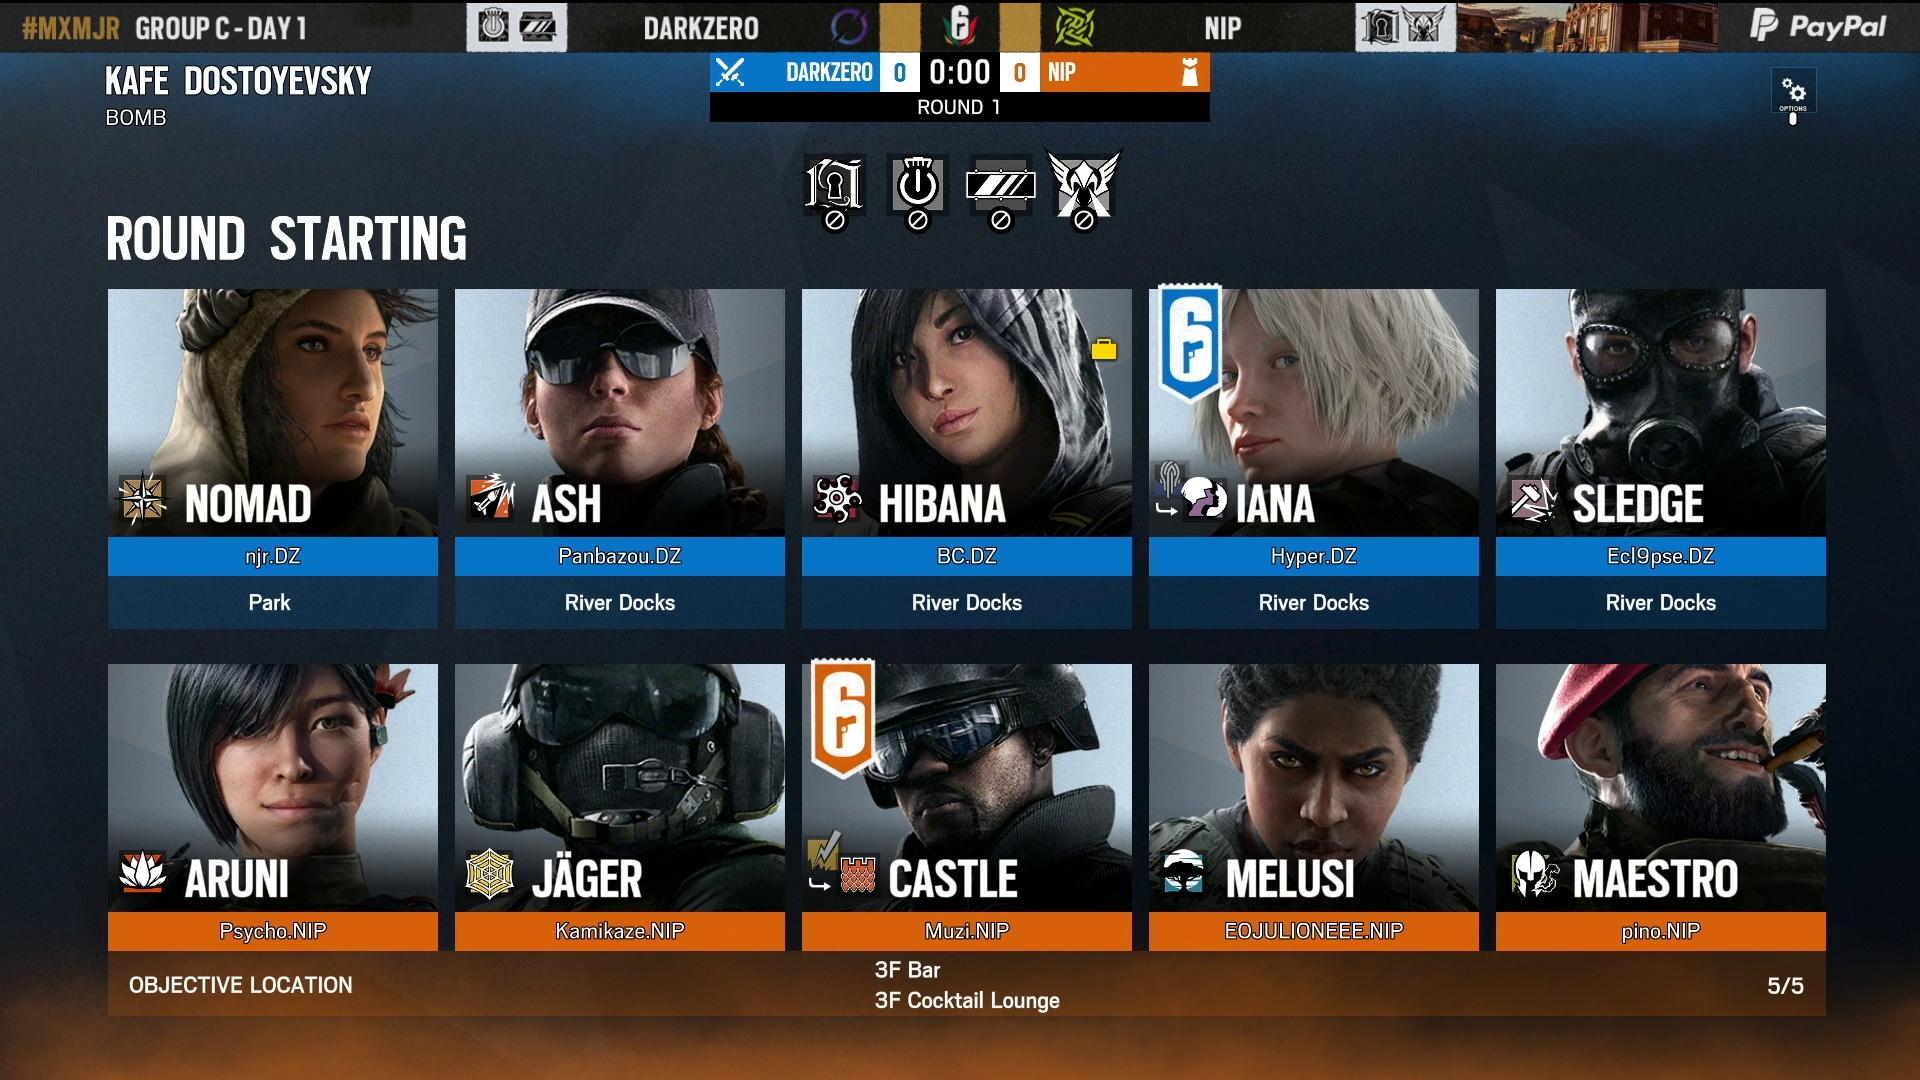 #MXMJR GROUP C - DAY 1
DARKZERO
6
NIP
PayPal
KAFE DOSTOYEVSKY
BOMB
DARKZERO 0 0:00 0 NIP
ROUND 1
OPTIONS
ROUND STARTING
6
NOMAD
ASH
HIBANA
IANA
SLEDGE
njr.DZ
Panbazou.DZ
BC.DZ
Hyper.DZ
Ecl9pse.DZ
Park
River Docks
River Docks
River Docks
River Docks
6
ARUNI
JÄGER
CASTLE
MELUSI
MAESTRO
Psycho.NIP
Kamikaze.NIP
Muzi.NIP
EOJULIONEEE.NIP
pino.NIP
OBJECTIVE LOCATION
3F Bar
3F Cocktail Lounge
5/5